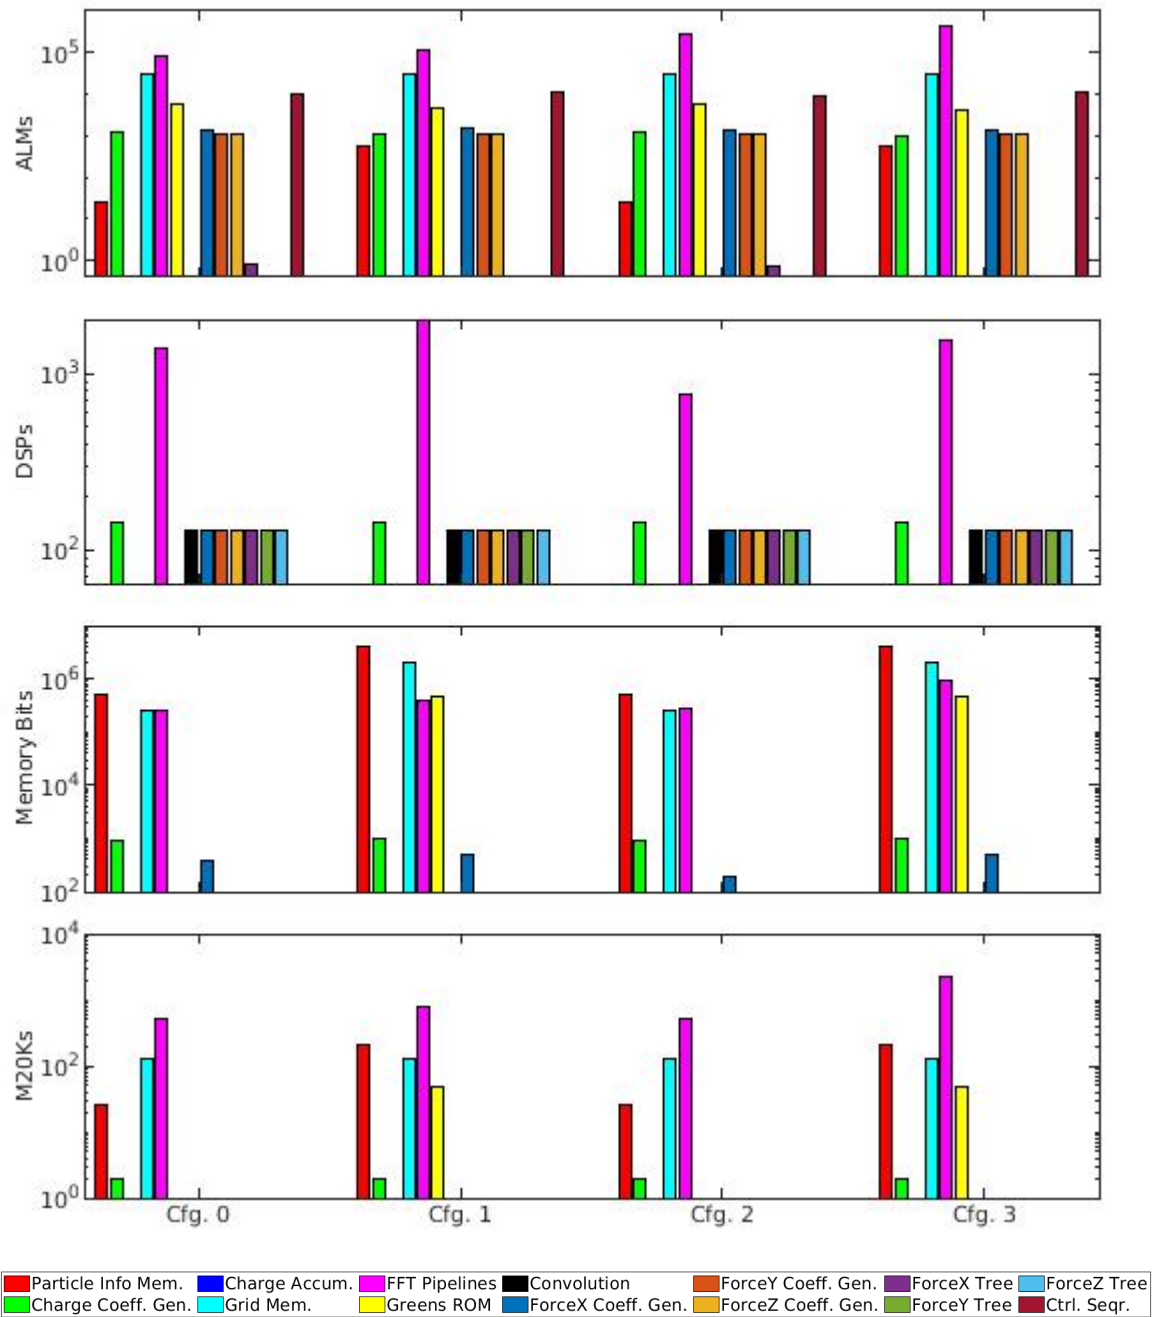 ALMs
10^5
10^0
DSPs
10^3
10^2
Memory Bits
10^6
10^4
10^2
M20Ks
10^4
10^2
10^0
Cfg. 0 Cfg. 1 Cfg. 2 Cfg. 3
Particle Info Mem. Charge Accum. FFT Pipelines Convolution ForceY Coeff. Gen. ForceX Tree ForceZ Tree
Charge Coeff. Gen. Grid Mem. Greens ROM ForceX Coeff. Gen. ForceZ Coeff. Gen. ForceY Tree Ctrl. Seqr.